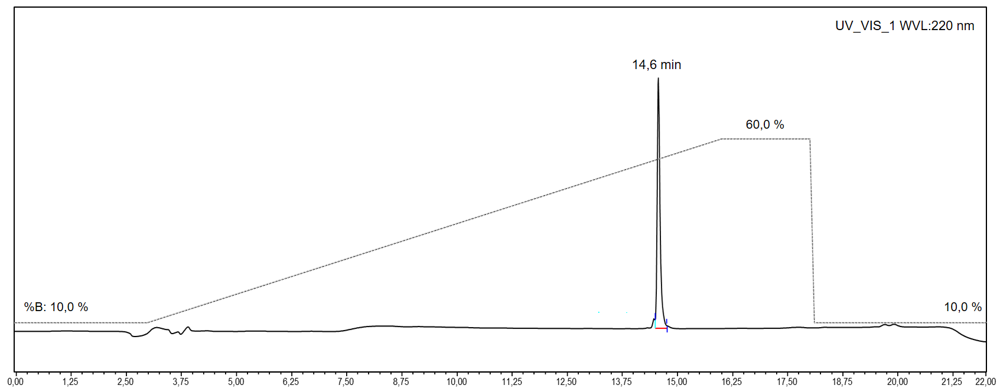 UV_VIS_1 WVL:220 nm
14,6 min
60,0 %
%B: 10,0 %
10,0 %
0,00 1,25 2,50 3,75 5,00 6,25 7,50 8,75 10,00 11,25 12,50 13,75 15,00 16,25 17,50 18,75 20,00 21,25 22,00